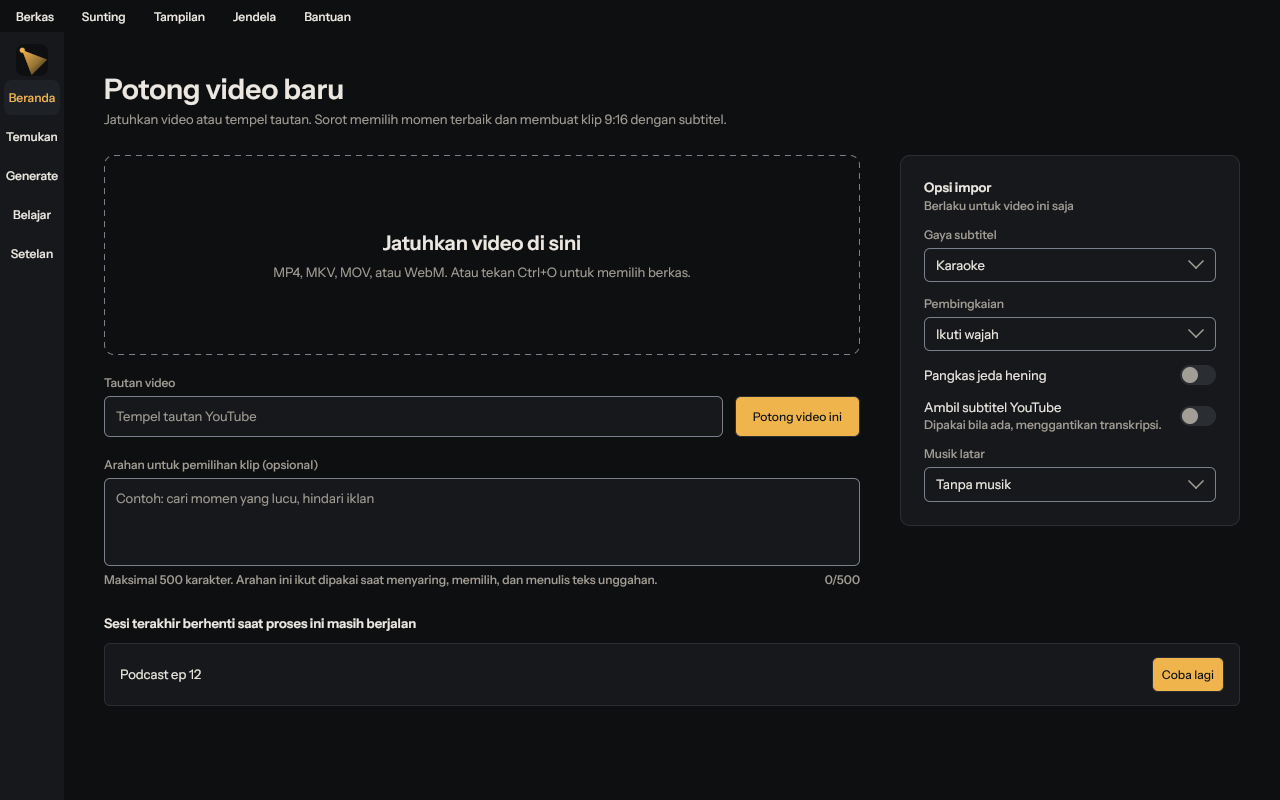 Berkas
Sunting
Tampilan
Jendela
Bantuan
Beranda
Temukan
Generate
Belajar
Setelan
Potong video baru
Jatuhkan video atau tempel tautan. Sorot memilih momen terbaik dan membuat klip 9:16 dengan subtitel.
Jatuhkan video di sini
MP4, MKV, MOV, atau WebM. Atau tekan Ctrl+O untuk memilih berkas.
Tautan video
Tempel tautan YouTube
Potong video ini
Arahan untuk pemilihan klip (opsional)
Contoh: cari momen yang lucu, hindari iklan
Maksimal 500 karakter. Arahan ini ikut dipakai saat menyaring, memilih, dan menulis teks unggahan.
0/500
Opsi impor
Berlaku untuk video ini saja
Gaya subtitel
Karaoke
Pembingkaian
Ikuti wajah
Pangkas jeda hening
Ambil subtitel YouTube
Dipakai bila ada, menggantikan transkripsi.
Musik latar
Tanpa musik
Sesi terakhir berhenti saat proses ini masih berjalan
Podcast ep 12
Coba lagi